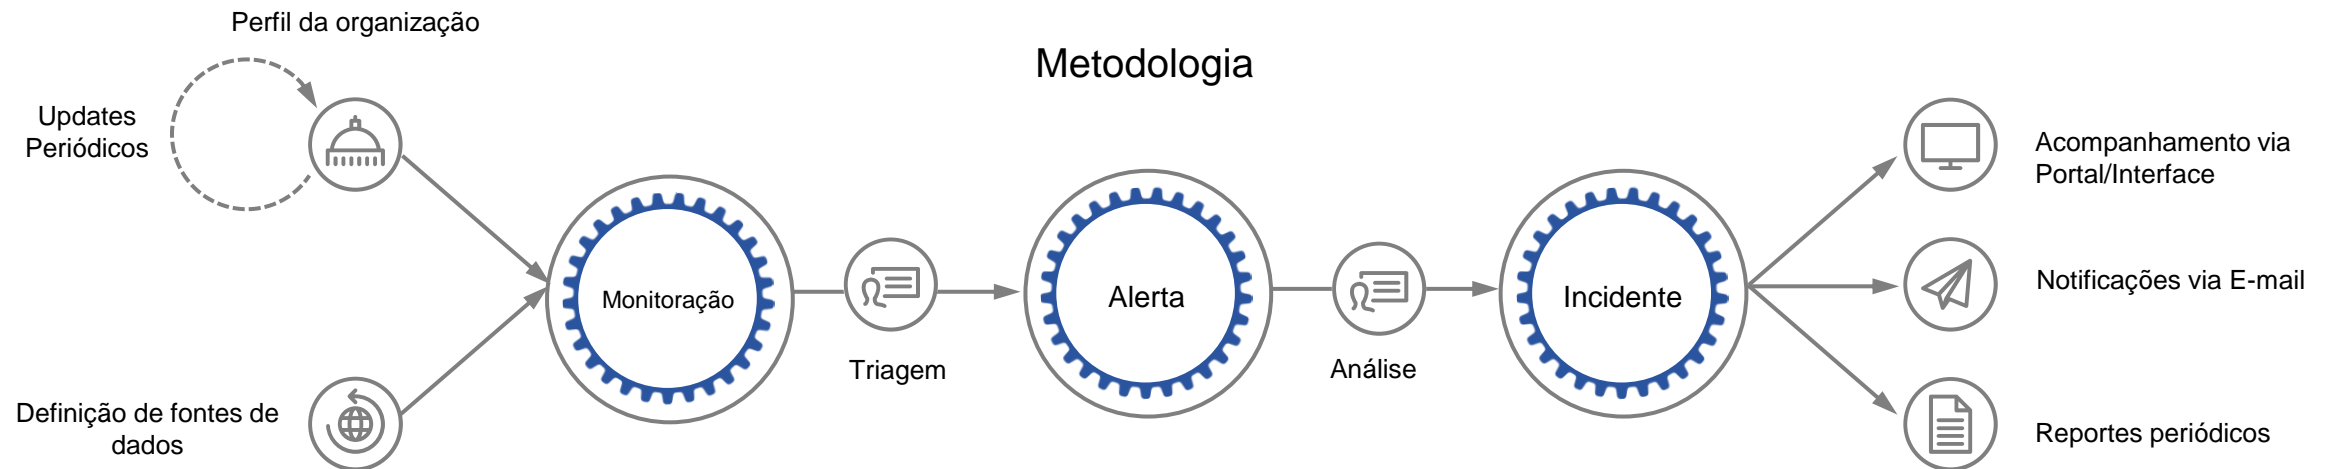 Perfil da organização
Metodologia
Updates
Periódicos
Definição de fontes de
dados
Monitoração
Triagem
Alerta
Análise
Incidente
Acompanhamento via
Portal/Interface
Notificações via E-mail
Reportes periódicos